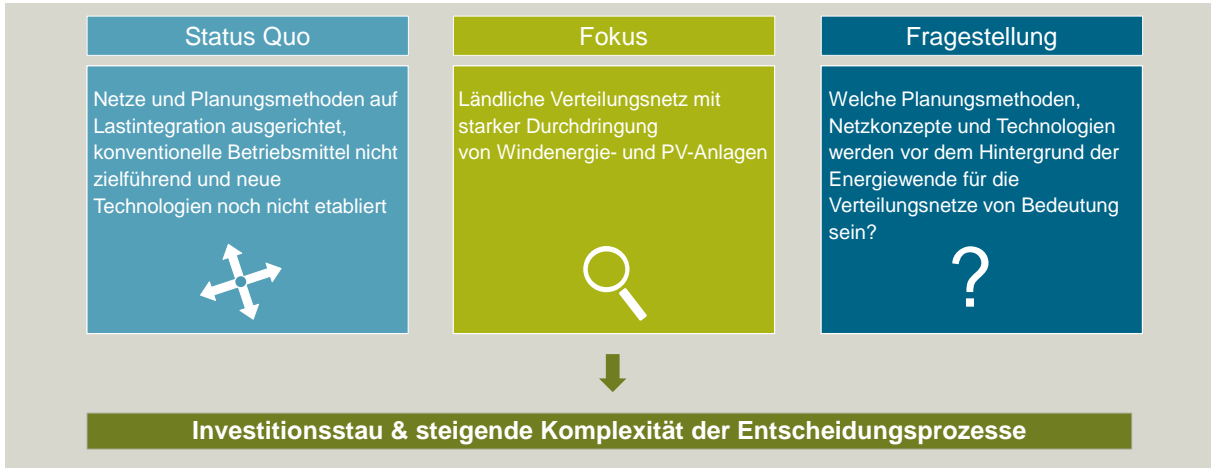 Status Quo
Netze und Planungsmethoden auf
Lastintegration ausgerichtet,
konventionelle Betriebsmittel nicht
zielführend und neue
Technologien noch nicht etabliert
Fokus
Ländliche Verteilungsnetz mit
starker Durchdringung
von Windenergie- und PV-Anlagen
Fragestellung
Welche Planungsmethoden,
Netzkonzepte und Technologien
werden vor dem Hintergrund der
Energiewende für die
Verteilungsnetze von Bedeutung
sein?
?
Investitionsstau & steigende Komplexität der Entscheidungsprozesse